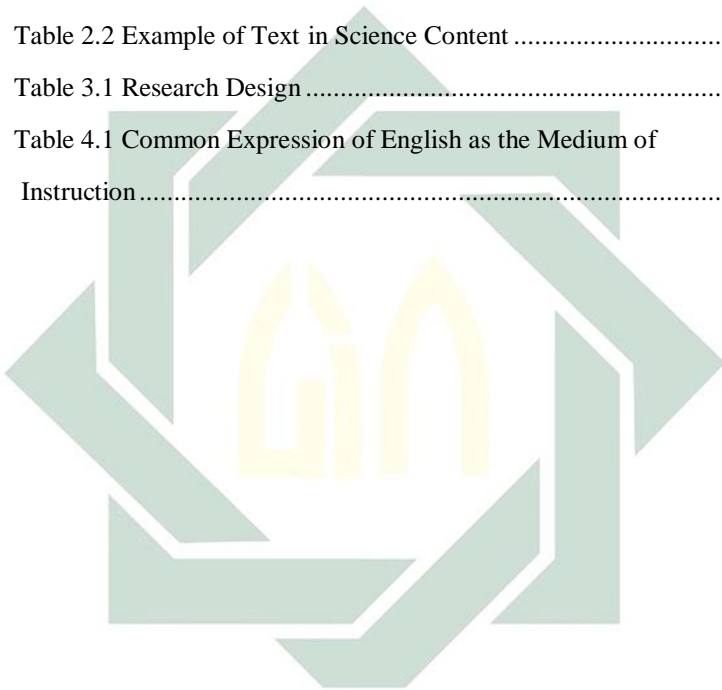 Table 2.2 Example of Text in Science Content ...............................
Table 3.1 Research Design .............................................................
Table 4.1 Common Expression of English as the Medium of
Instruction.....................................................................................